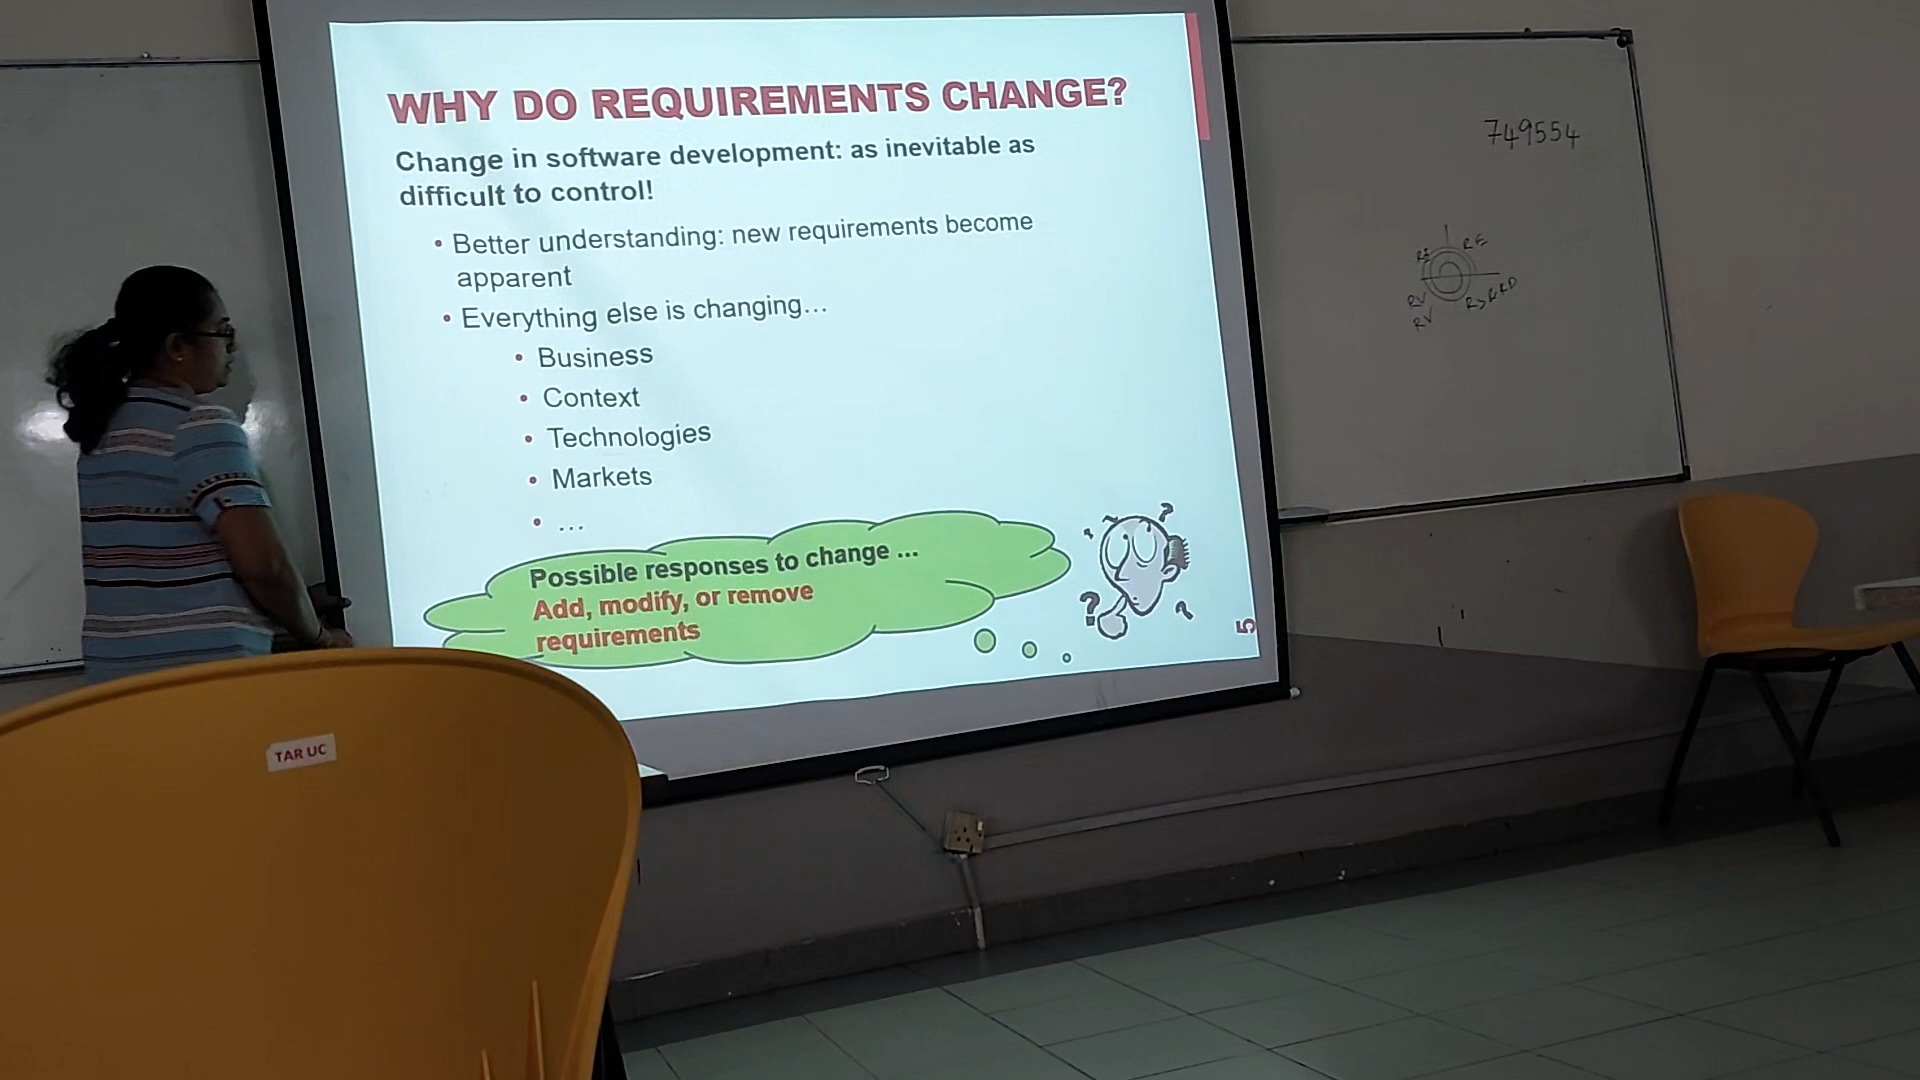 WHY DO REQUIREMENTS CHANGE?
Change in software development: as inevitable as
difficult to control!
• Better understanding: new requirements become
apparent
• Everything else is changing...
• Business
• Context
• Technologies
• Markets
• ...
Possible responses to change ...
Add, modify, or remove
requirements
? ? ? ?
5
749554
RE
RV
RV
TAR UC